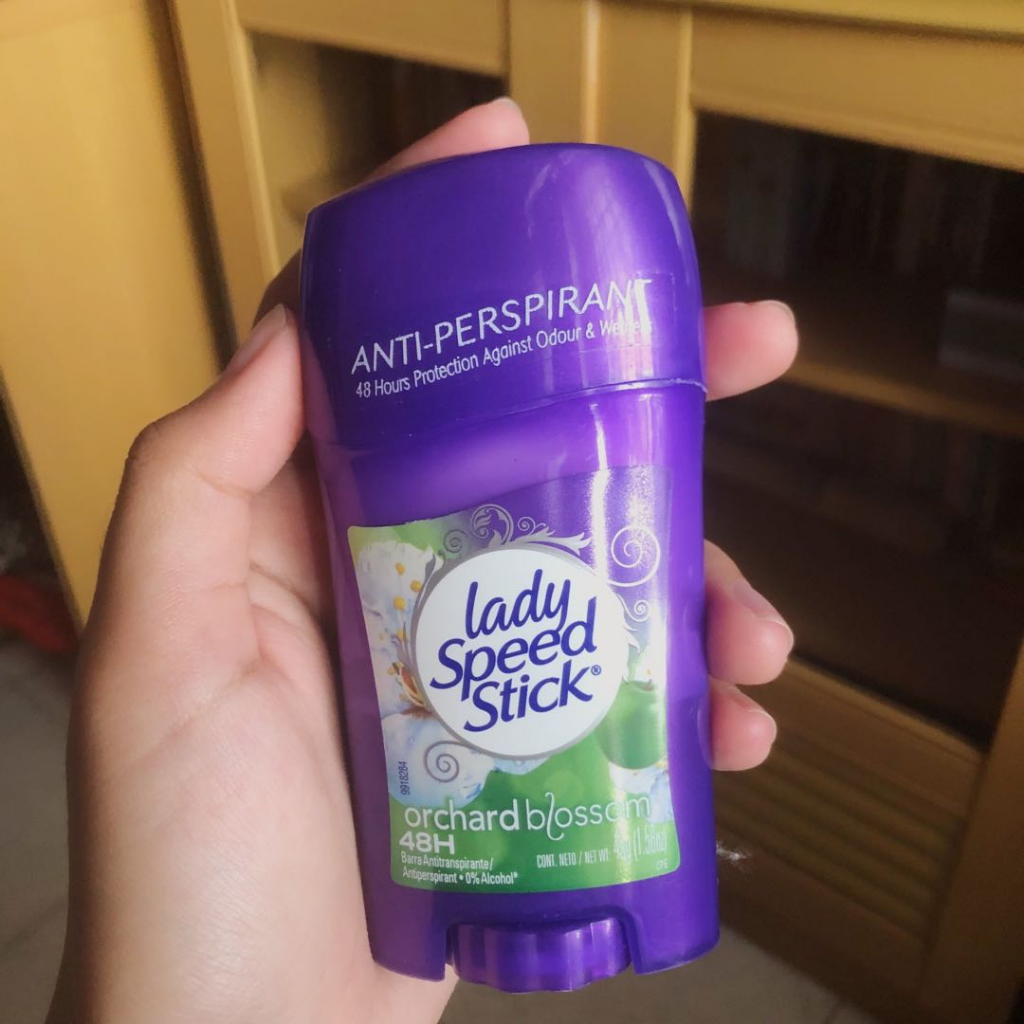 ANTI-PERSPIRANT
48 Hours Protection Against Odour &
lady
Speed
Stick®
9918284
orchard blossom
48H
Barra Antitranspirante/
Antiperspirant • 0% Alcohol*
CONT. NETO / NET WT.